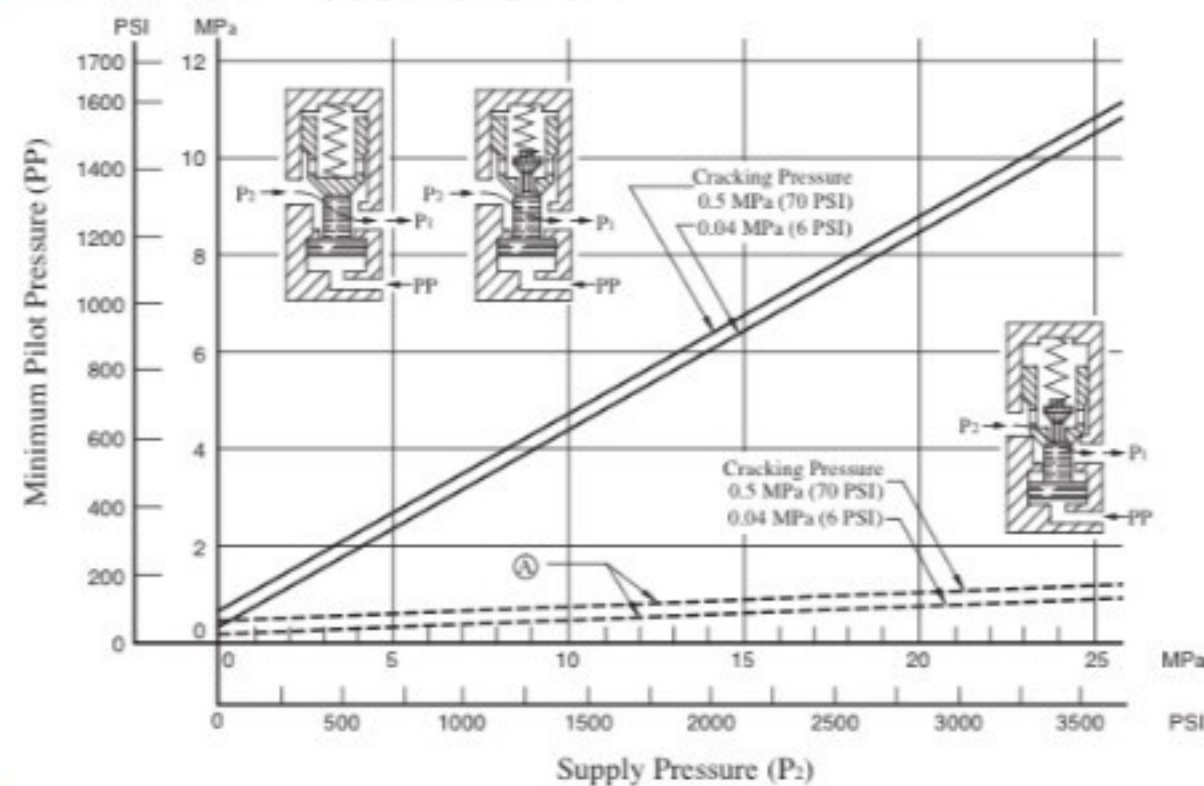 PSI MPa
1700
1600
1400
1200
1000
800
600
400
200
0
12
10
8
6
4
2
0
Minimum Pilot Pressure (PP)
P₂ P₁
PP
P₂ P₁
PP
Cracking Pressure
0.5 MPa (70 PSI)
0.04 MPa (6 PSI)
P₂ P₁
PP
Cracking Pressure
0.5 MPa (70 PSI)
0.04 MPa (6 PSI)
A
0 5 10 15 20 25 MPa
0 500 1000 1500 2000 2500 3000 3500 PSI
Supply Pressure (P₂)